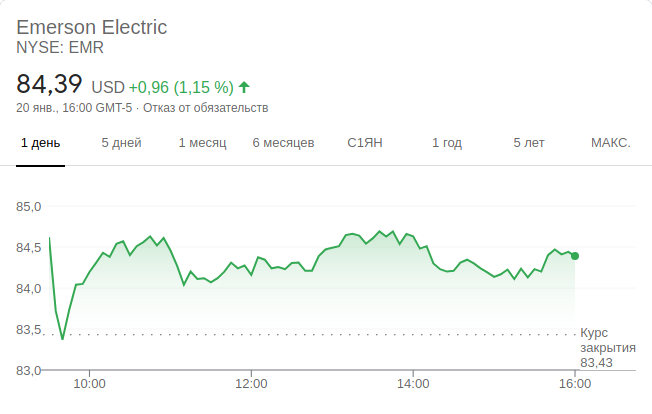 Emerson Electric
NYSE: EMR
84,39 USD +0,96 (1,15 %)
20 янв., 16:00 GMT-5 · Отказ от обязательств
1 день 5 дней 1 месяц 6 месяцев С1ЯН 1 год 5 лет МАКС.
85,0
84,5
84,0
83,5
83,0
Курс
закрытия
83,43
10:00 12:00 14:00 16:00